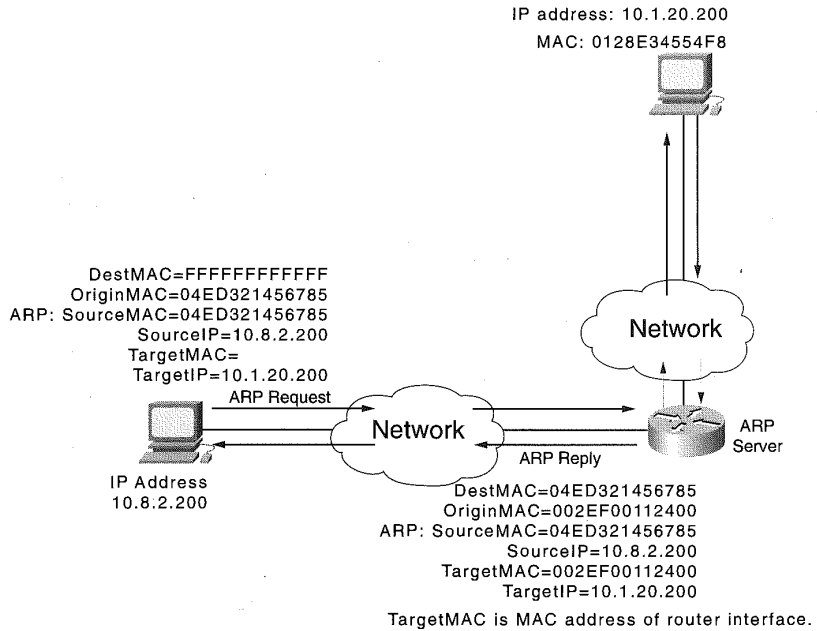 IP address: 10.1.20.200
MAC: 0128E34554F8
DestMAC=FFFFFFFFFFFF
OriginMAC=04ED321456785
ARP: SourceMAC=04ED321456785
SourceIP=10.8.2.200
TargetMAC=
TargetIP=10.1.20.200
ARP Request
Network
Network
ARP Reply
ARP
Server
IP Address
10.8.2.200
DestMAC=04ED321456785
OriginMAC=002EF00112400
ARP: SourceMAC=04ED321456785
SourceIP=10.8.2.200
TargetMAC=002EF00112400
TargetIP=10.1.20.200
TargetMAC is MAC address of router interface.